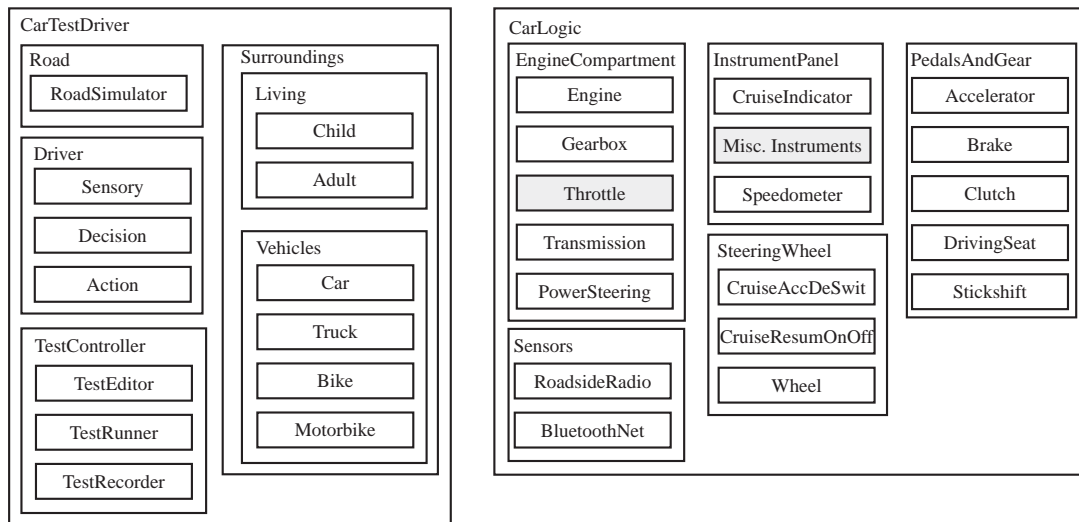 CarTestDriver
Road
RoadSimulator
Driver
Sensory
Decision
Action
TestController
TestEditor
TestRunner
TestRecorder
Surroundings
Living
Child
Adult
Vehicles
Car
Truck
Bike
Motorbike
CarLogic
EngineCompartment
Engine
Gearbox
Throttle
Transmission
PowerSteering
Sensors
RoadsideRadio
BluetoothNet
InstrumentPanel
CruiseIndicator
Misc. Instruments
Speedometer
SteeringWheel
CruiseAccDeSwit
CruiseResumOnOff
Wheel
PedalsAndGear
Accelerator
Brake
Clutch
DrivingSeat
Stickshift